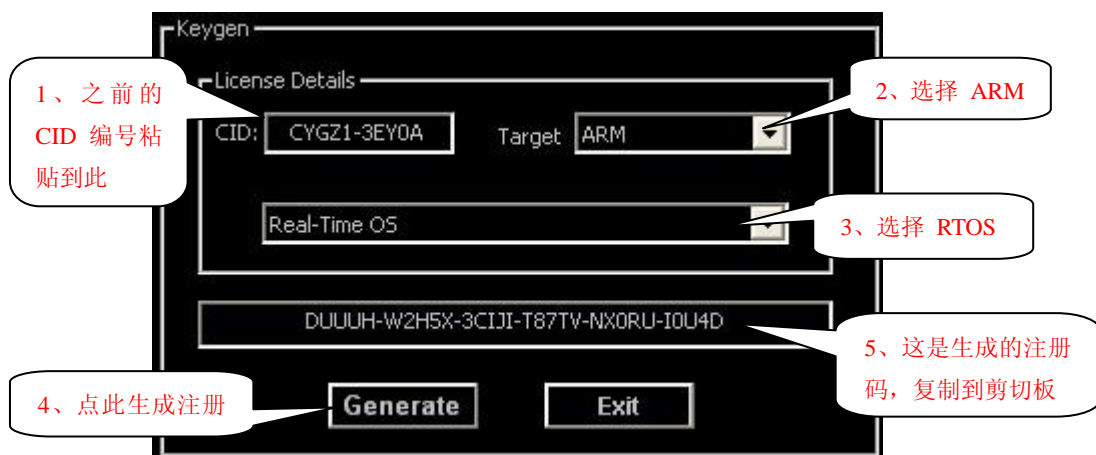 Keygen
License Details
1、之前的
CID 编号粘
贴到此
CID:
CYGZ1-3EY0A
Target
ARM
2、选择 ARM
Real-Time OS
3、选择 RTOS
DUUUH-W2H5X-3CIJI-T87TV-NX0RU-I0U4D
5、这是生成的注册
码，复制到剪切板
4、点此生成注册
Generate
Exit